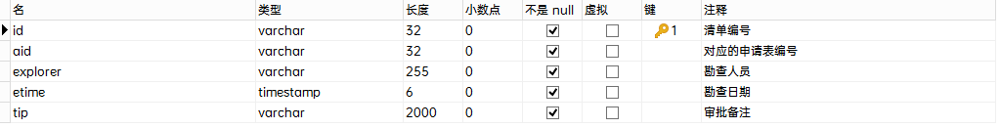 名 类型 长度 小数点 不是 null 虚拟 键 注释
id varchar 32 0 1 清单编号
aid varchar 32 0 对应的申请表编号
explorer varchar 255 0 勘查人员
etime timestamp 6 0 勘查日期
tip varchar 2000 0 审批备注